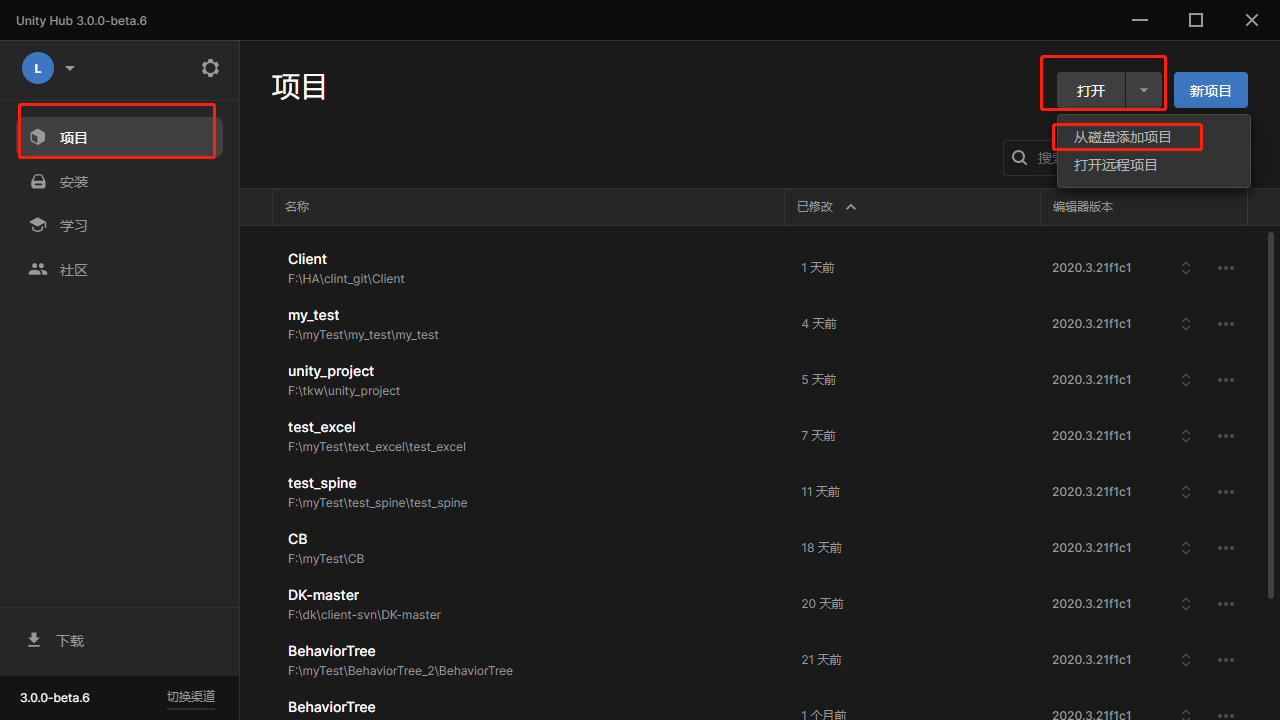 Unity Hub 3.0.0-beta.6
L
项目
安装
学习
社区
下载
3.0.0-beta.6 切换渠道
项目
打开 新项目
从磁盘添加项目
打开远程项目
名称 已修改 编辑器版本
Client
F:\HA\clint_git\Client
1 天前 2020.3.21f1c1
my_test
F:\myTest\my_test\my_test
4 天前 2020.3.21f1c1
unity_project
F:\tkw\unity_project
5 天前 2020.3.21f1c1
test_excel
F:\myTest\text_excel\test_excel
7 天前 2020.3.21f1c1
test_spine
F:\myTest\test_spine\test_spine
11 天前 2020.3.21f1c1
CB
F:\myTest\CB
18 天前 2020.3.21f1c1
DK-master
F:\dk\client-svn\DK-master
20 天前 2020.3.21f1c1
BehaviorTree
F:\myTest\BehaviorTree_2\BehaviorTree
21 天前 2020.3.21f1c1
BehaviorTree
1 个月前 2020.3.21f1c1